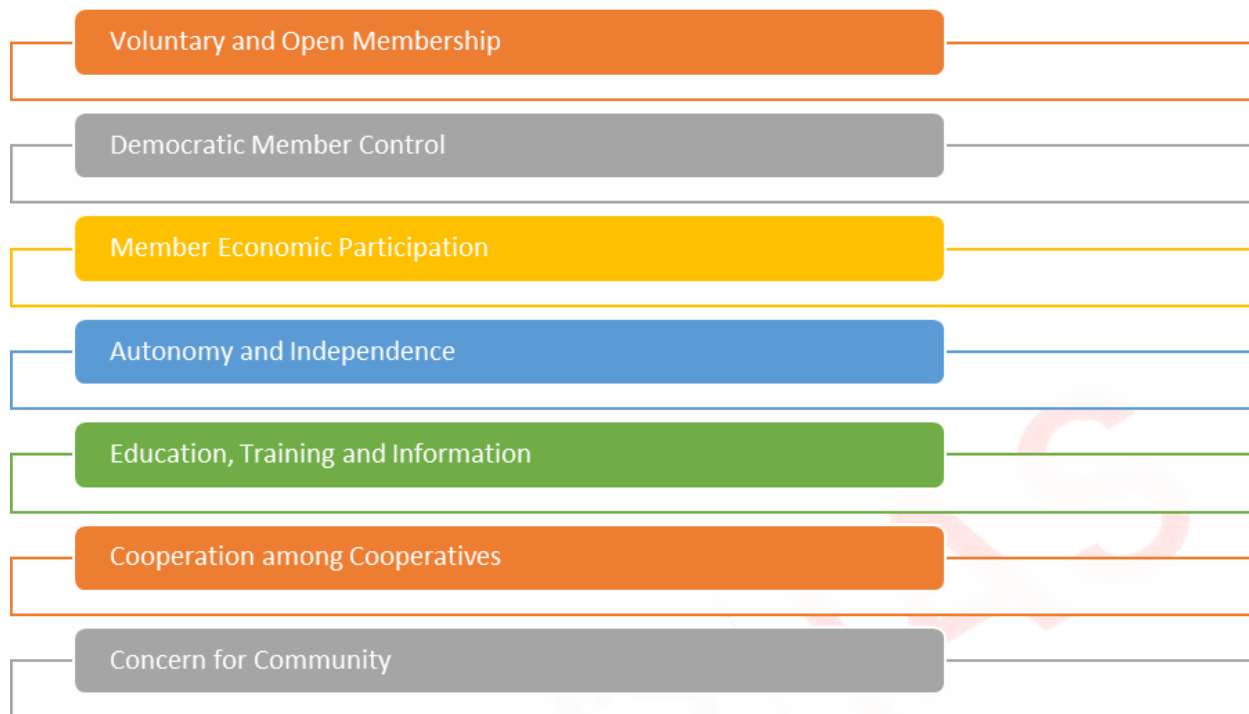 Voluntary and Open Membership
Democratic Member Control
Member Economic Participation
Autonomy and Independence
Education, Training and Information
Cooperation among Cooperatives
Concern for Community